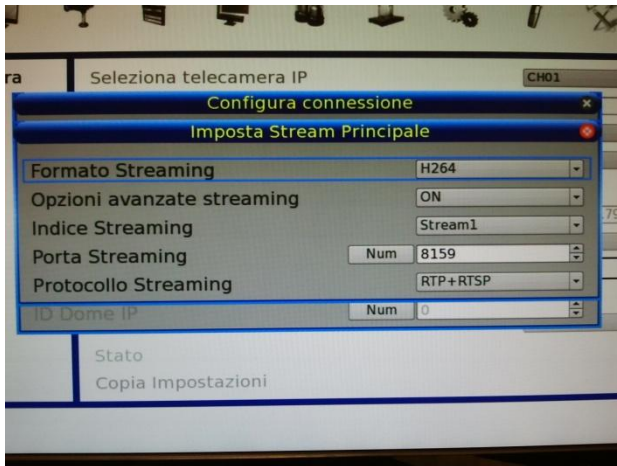 ra
Seleziona telecamera IP CH01
Configura connessione
Imposta Stream Principale
Formato Streaming H264
Opzioni avanzate streaming ON
Indice Streaming Stream1
Porta Streaming Num 8159
Protocollo Streaming RTP+RTSP
ID Dome IP Num 0
Stato
Copia Impostazioni